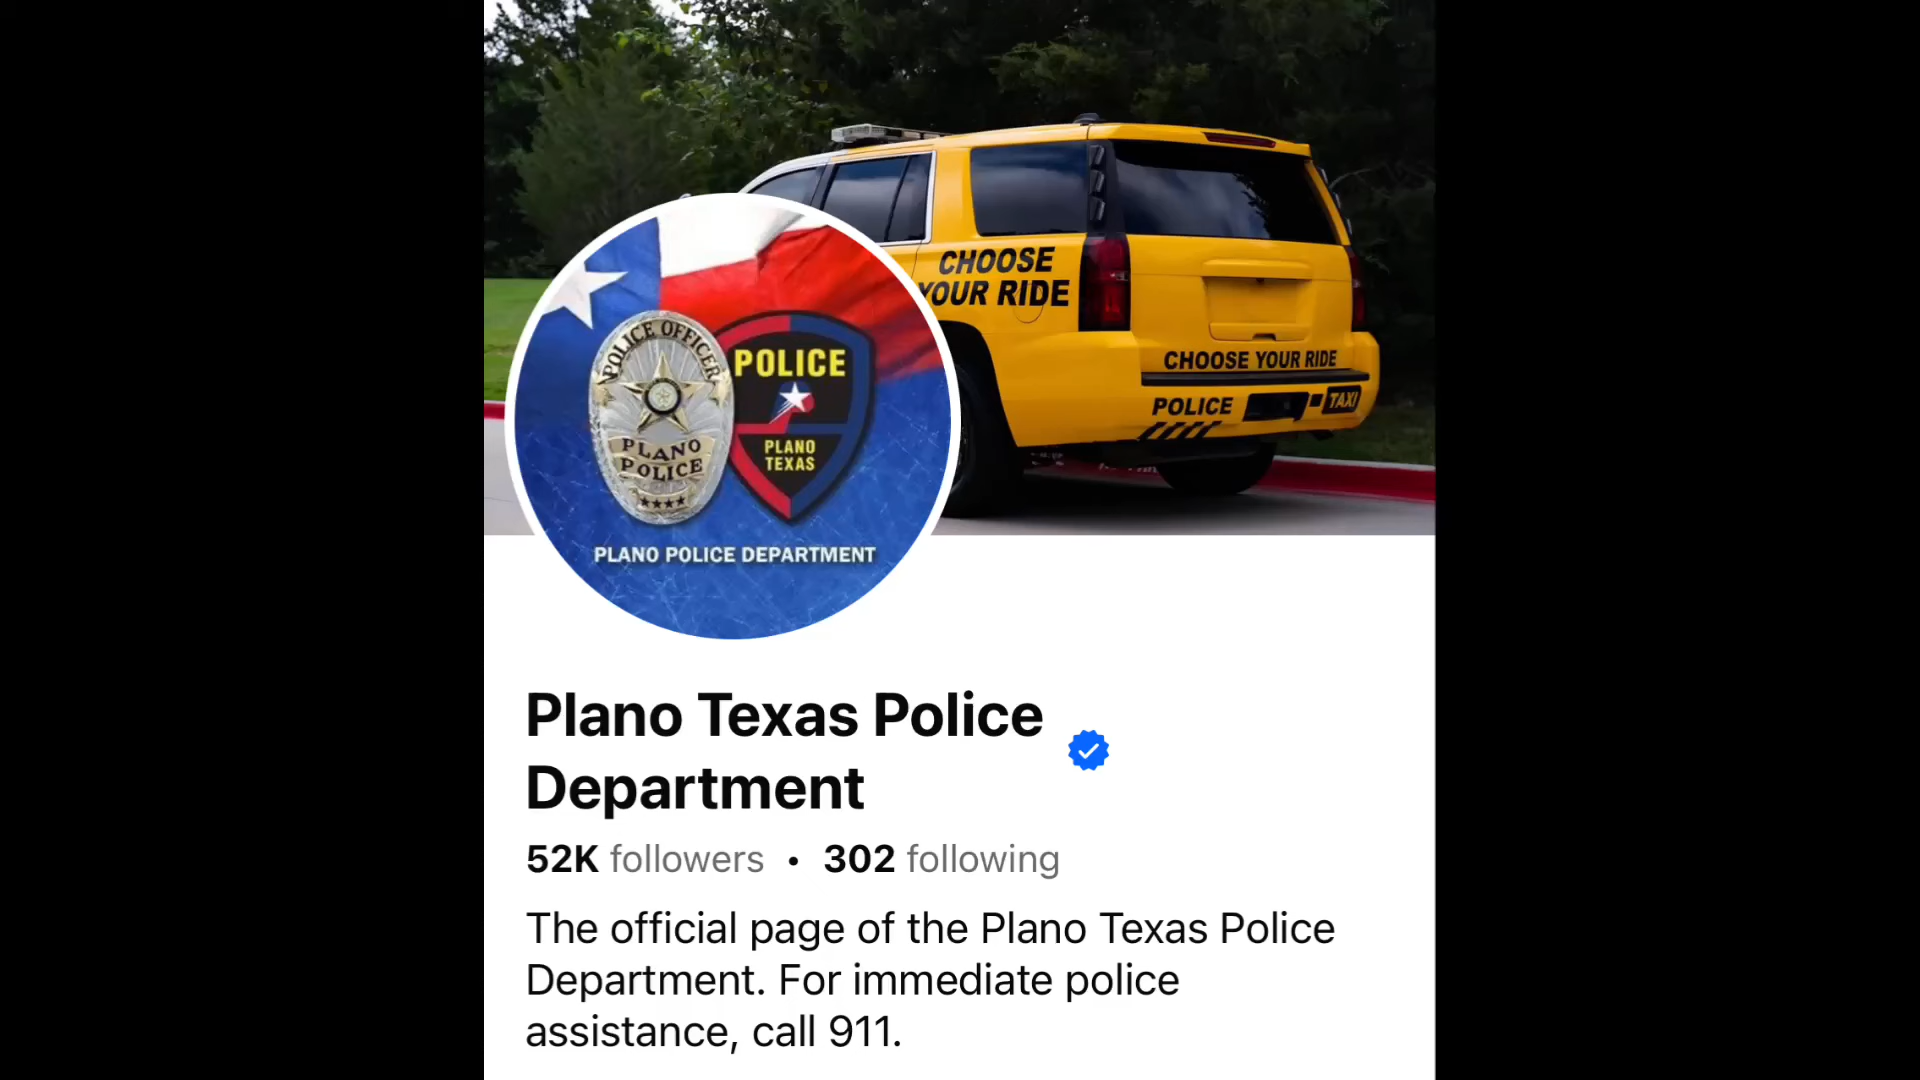 CHOOSE
YOUR RIDE
CHOOSE YOUR RIDE
POLICE
TAXI
POLICE OFFICER
PLANO
POLICE
POLICE
PLANO
TEXAS
PLANO POLICE DEPARTMENT
Plano Texas Police
Department
52K followers • 302 following
The official page of the Plano Texas Police
Department. For immediate police
assistance, call 911.